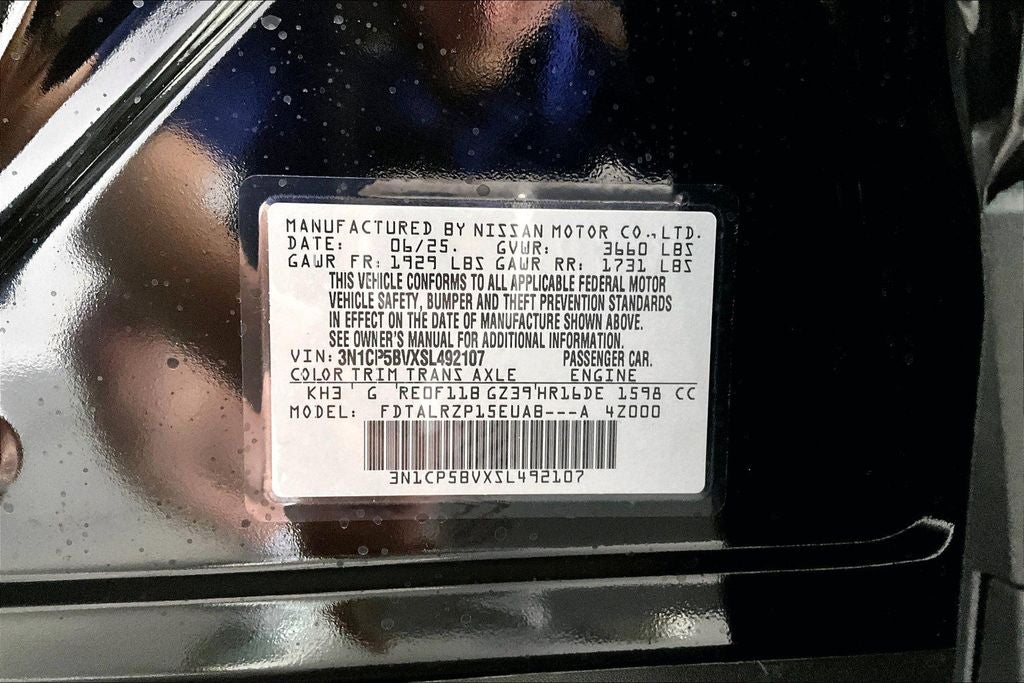 MANUFACTURED BY NISSAN MOTOR CO.,LTD.
DATE: 06/25. GVWR: 3660 LBS
GAWR FR: 1929 LBS GAWR RR: 1731 LBS
THIS VEHICLE CONFORMS TO ALL APPLICABLE FEDERAL MOTOR
VEHICLE SAFETY, BUMPER AND THEFT PREVENTION STANDARDS
IN EFFECT ON THE DATE OF MANUFACTURE SHOWN ABOVE.
SEE OWNER'S MANUAL FOR ADDITIONAL INFORMATION.
VIN: 3N1CP5BVXSL492107 PASSENGER CAR.
COLOR TRIM TRANS AXLE ENGINE
KH3 ' G RE0F11B GZ39'HR16DE 1598 CC
MODEL: FDTALRZP15EUAB---A 4Z000
3N1CP5BVXSL492107